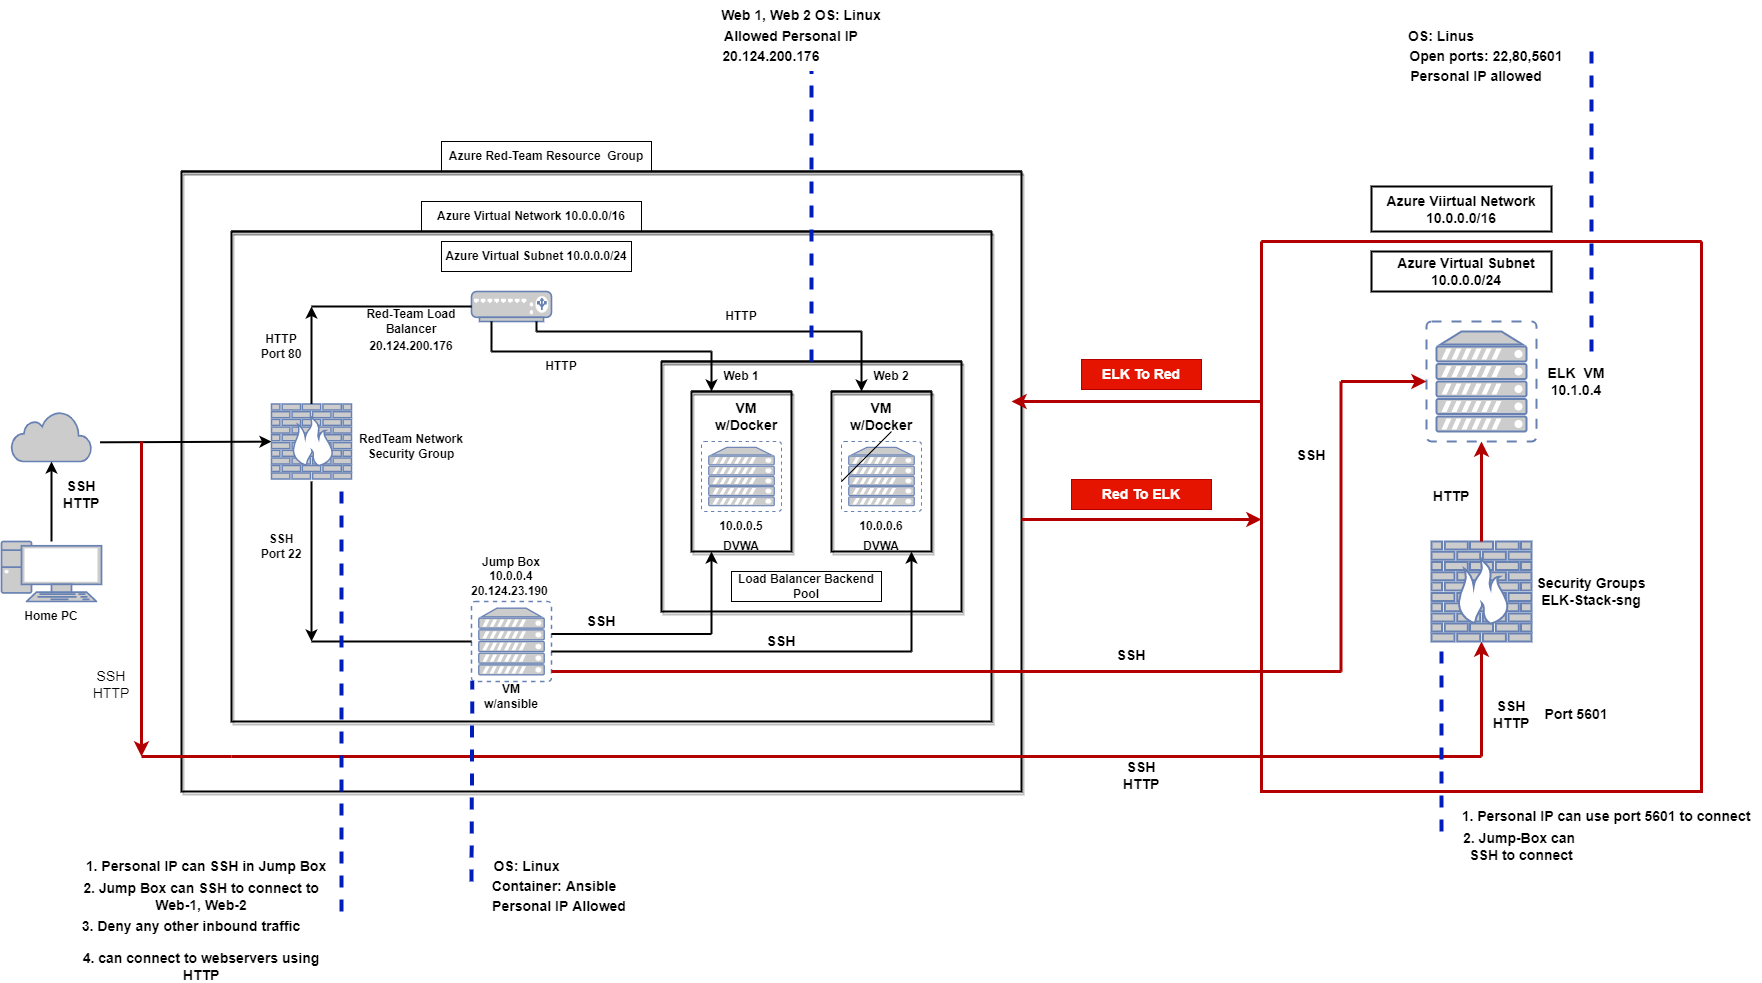 Web 1, Web 2 OS: Linux
Allowed Personal IP
20.124.200.176
OS: Linus
Open ports: 22,80,5601
Personal IP allowed
Azure Red-Team Resource Group
Azure Virtual Network 10.0.0.0/16
Azure Virtual Subnet 10.0.0.0/24
Azure Viirtual Network
10.0.0.0/16
Azure Virtual Subnet
10.0.0.0/24
Red-Team Load
Balancer
20.124.200.176
HTTP
HTTP
HTTP
Port 80
Web 1
Web 2
VM
w/Docker
VM
w/Docker
10.0.0.5
DVWA
10.0.0.6
DVWA
Load Balancer Backend
Pool
ELK To Red
Red To ELK
ELK VM
10.1.0.4
SSH
HTTP
RedTeam Network
Security Group
SSH
HTTP
Home PC
SSH
Port 22
Jump Box
10.0.0.4
20.124.23.190
SSH
SSH
VM
w/ansible
SSH
Security Groups
ELK-Stack-sng
SSH
HTTP
SSH
HTTP
Port 5601
SSH
HTTP
1. Personal IP can use port 5601 to connect
2. Jump-Box can
SSH to connect
1. Personal IP can SSH in Jump Box
2. Jump Box can SSH to connect to
Web-1, Web-2
3. Deny any other inbound traffic
4. can connect to webservers using
HTTP
OS: Linux
Container: Ansible
Personal IP Allowed